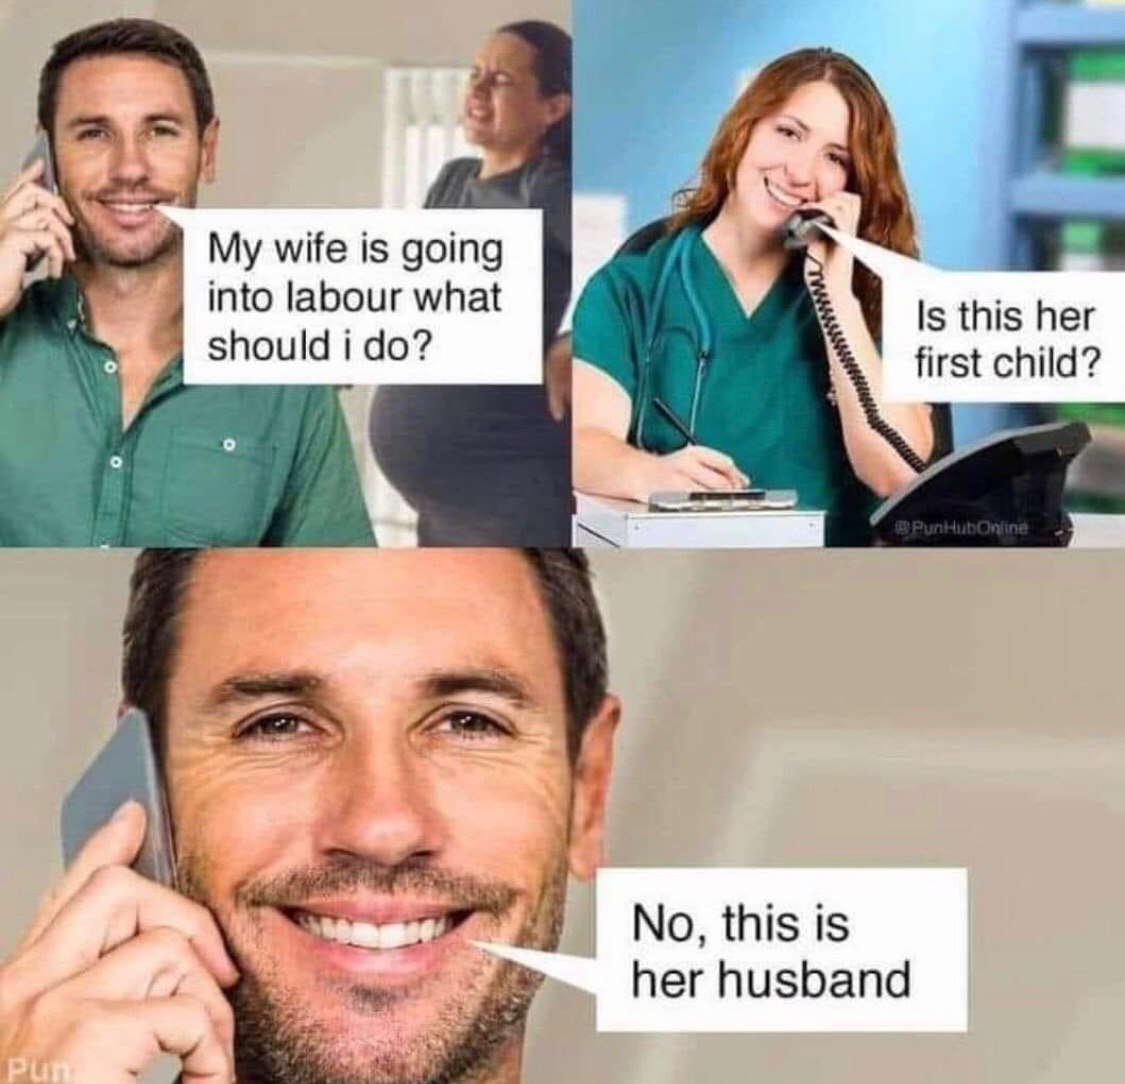 My wife is going
into labour what
should i do?
Is this her
first child?
@PunHubOnline
No, this is
her husband
Pun